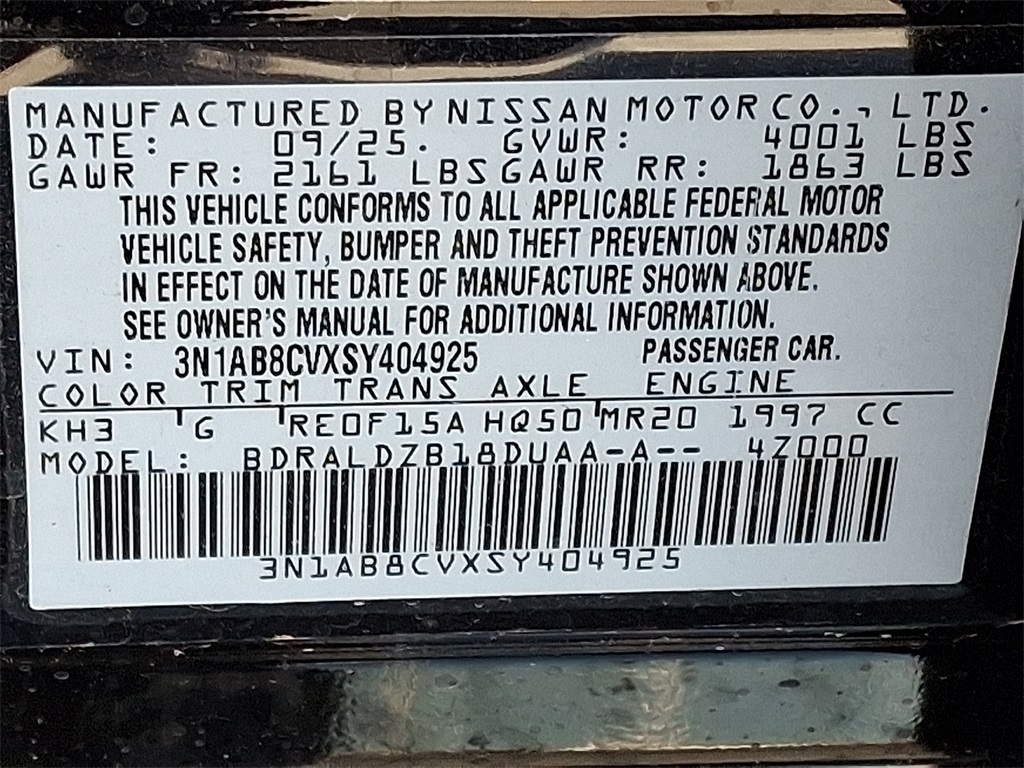 MANUFACTURED BY NISSAN MOTOR CO., LTD.
DATE: 09/25. GVWR: 4001 LBS
GAWR FR: 2161 LBS GAWR RR: 1863 LBS
THIS VEHICLE CONFORMS TO ALL APPLICABLE FEDERAL MOTOR
VEHICLE SAFETY, BUMPER AND THEFT PREVENTION STANDARDS
IN EFFECT ON THE DATE OF MANUFACTURE SHOWN ABOVE.
SEE OWNER'S MANUAL FOR ADDITIONAL INFORMATION.
VIN: 3N1AB8CVXSY404925 PASSENGER CAR.
COLOR TRIM TRANS AXLE ENGINE
KH3 G RE0F15A HQ50 MR20 1997 CC
MODEL: BDRALDZB18DUAA-A-- 4Z000
3N1AB8CVXSY404925